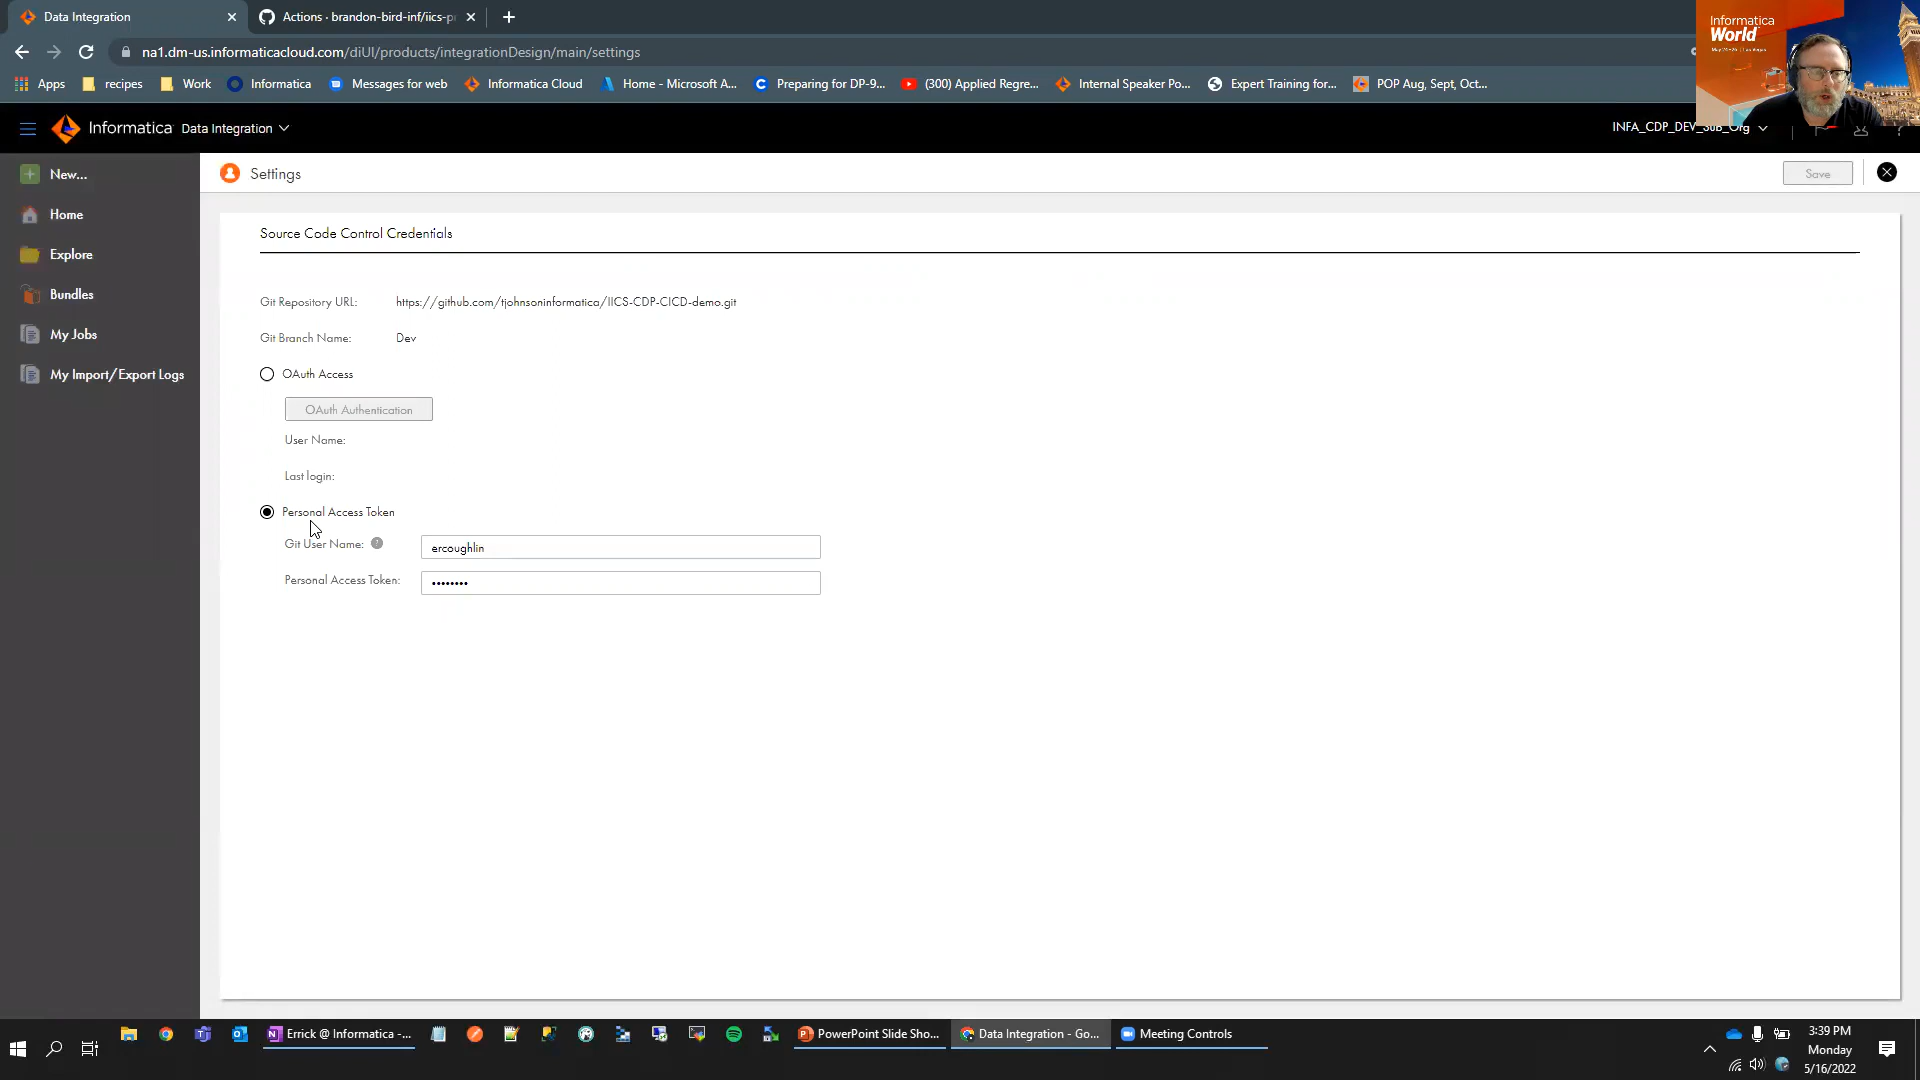 Data Integration
Actions · brandon-bird-inf/iics-pr
na1.dm-us.informaticacloud.com/diUI/products/integrationDesign/main/settings
Apps recipes Work Informatica Messages for web Informatica Cloud Home - Microsoft A... Preparing for DP-9... (300) Applied Regre... Internal Speaker Po... Expert Training for... POP Aug, Sept, Oct...
Informatica
World
Informatica Data Integration
INFA_CDP_DEV_Sub_Org
New...
Home
Explore
Bundles
My Jobs
My Import/Export Logs
Settings
Save
Source Code Control Credentials
Git Repository URL: https://github.com/tjohnsoninformatica/IICS-CDP-CICD-demo.git
Git Branch Name: Dev
OAuth Access
OAuth Authentication
User Name:
Last login:
Personal Access Token
Git User Name: ? ercoughlin
Personal Access Token: ••••••••
Errick @ Informatica -...
PowerPoint Slide Sho...
Data Integration - Go...
Meeting Controls
3:39 PM
Monday
5/16/2022